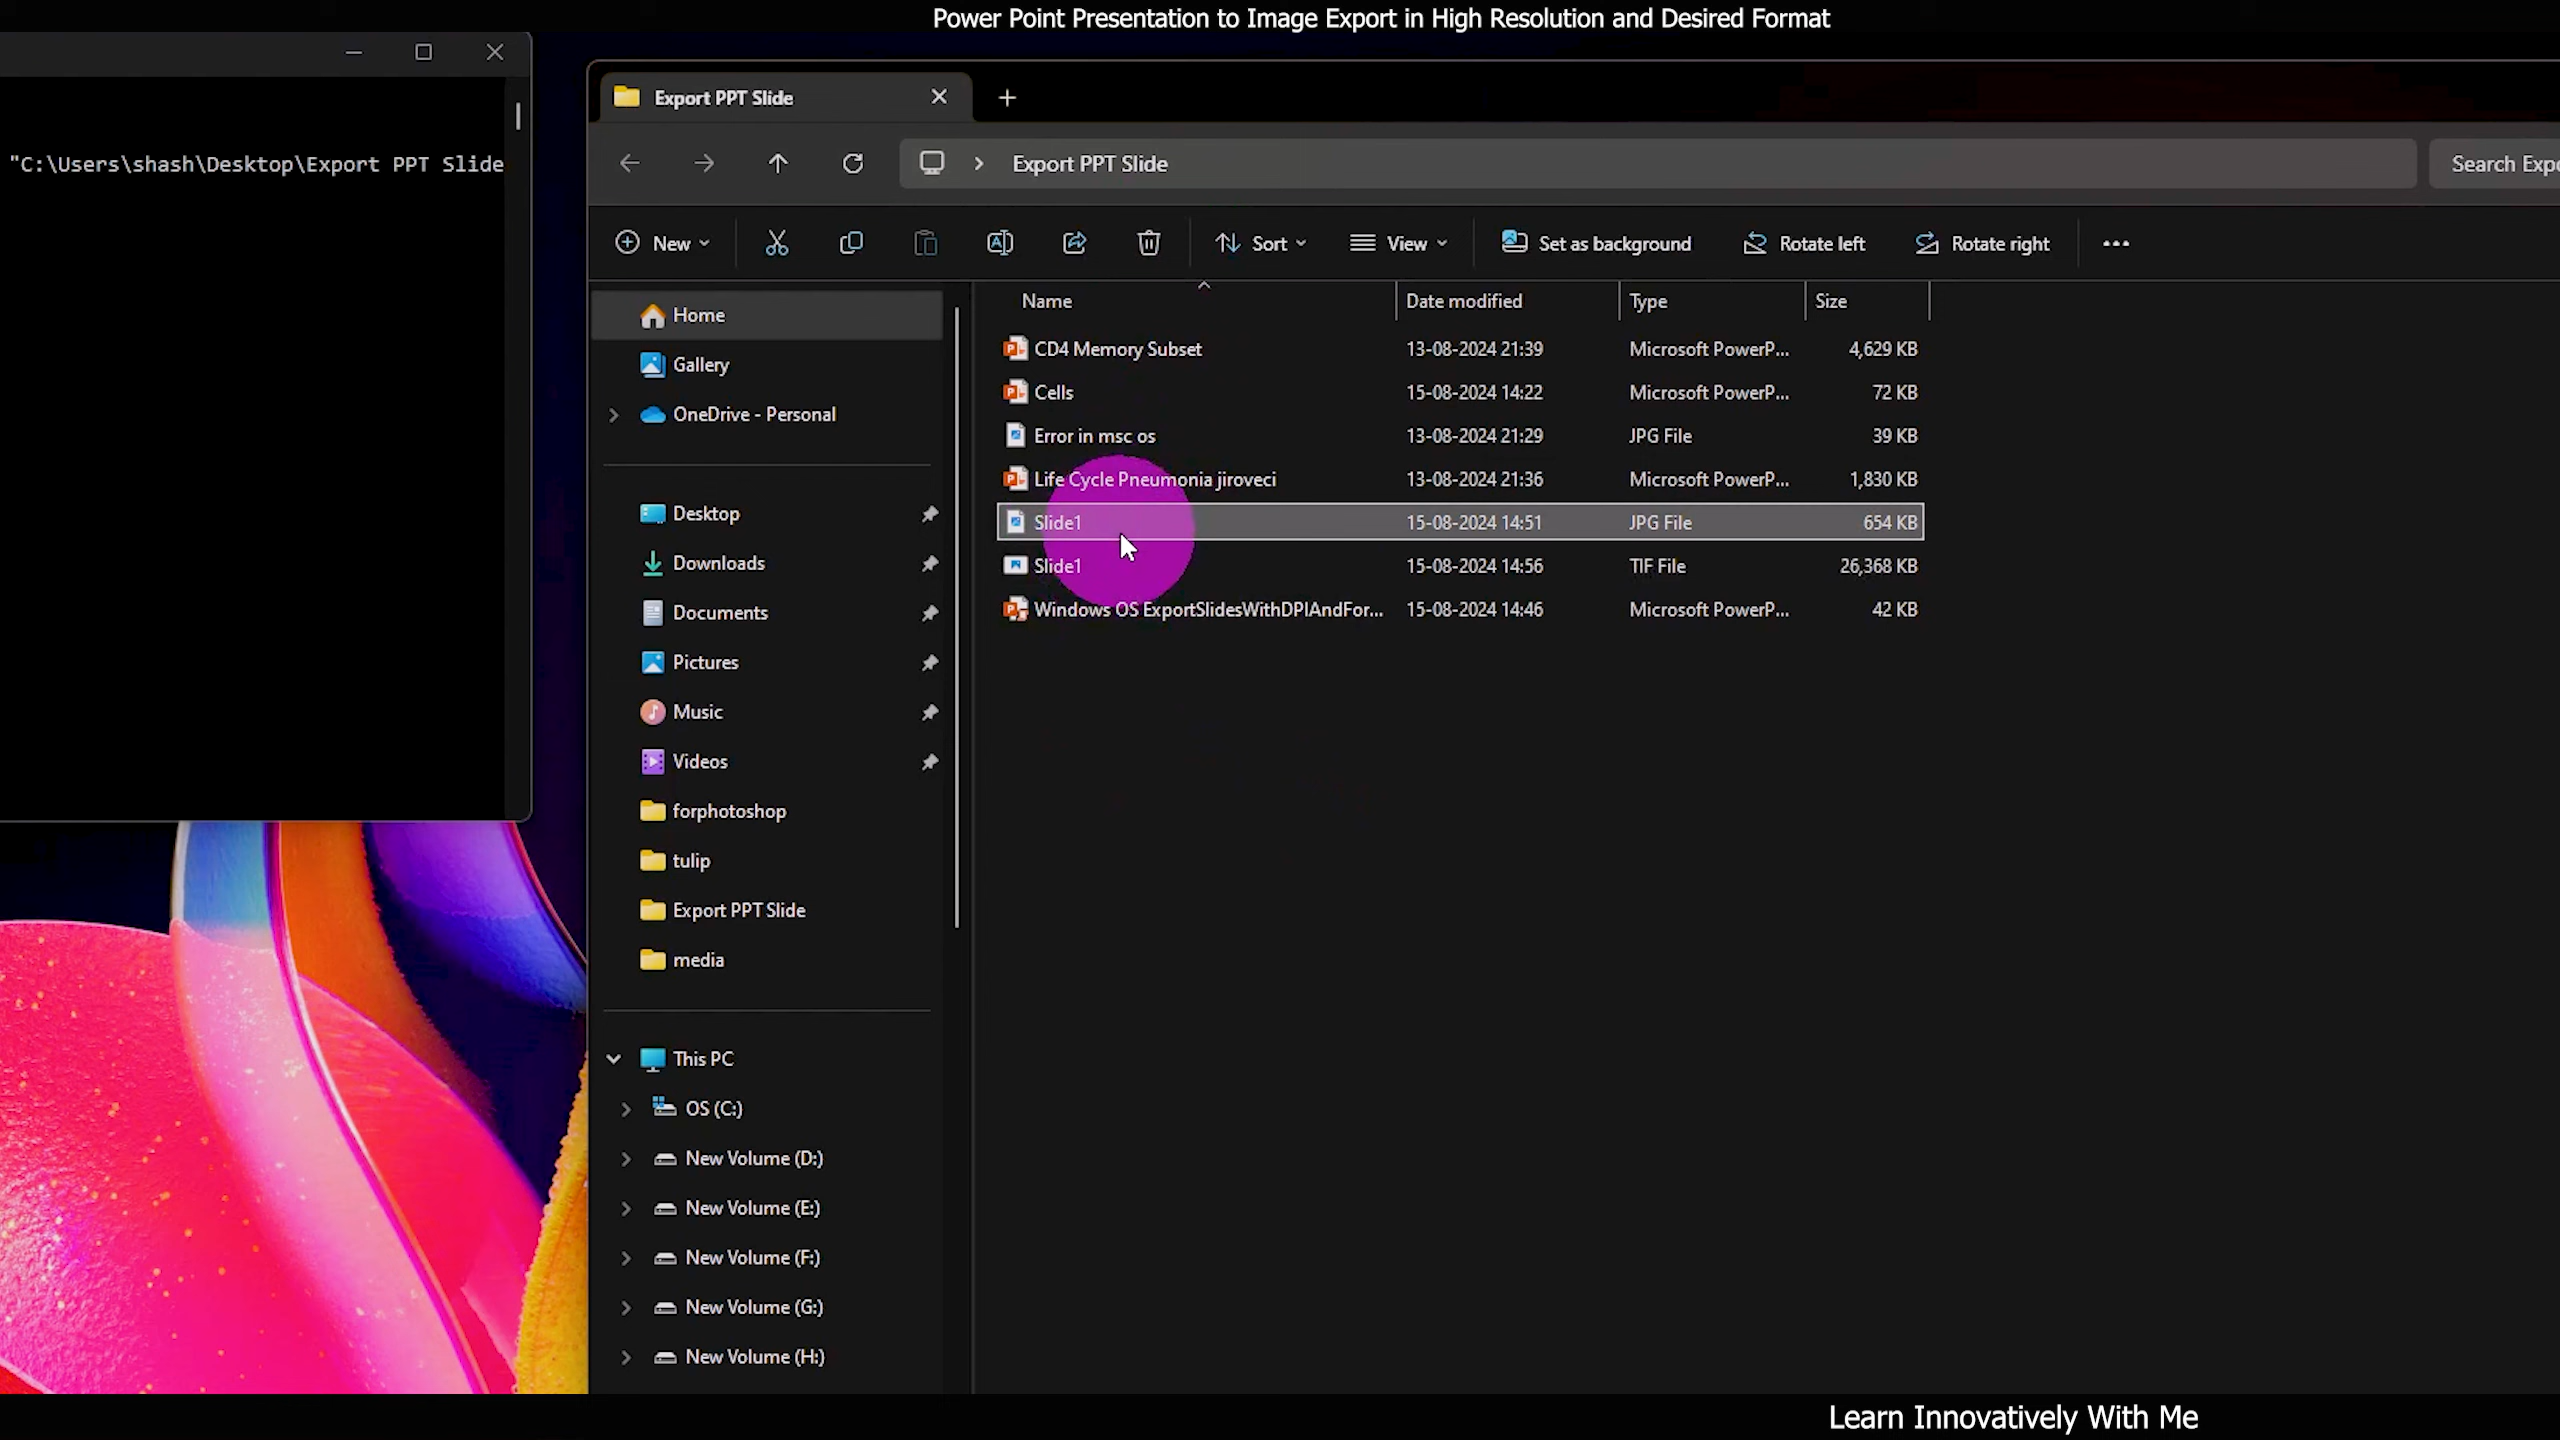 Power Point Presentation to Image Export in High Resolution and Desired Format
"C:\Users\shash\Desktop\Export PPT Slide
Export PPT Slide
Export PPT Slide
Search Expo
New
Sort
View
Set as background
Rotate left
Rotate right
Name Date modified Type Size
CD4 Memory Subset 13-08-2024 21:39 Microsoft PowerP... 4,629 KB
Cells 15-08-2024 14:22 Microsoft PowerP... 72 KB
Error in msc os 13-08-2024 21:29 JPG File 39 KB
Life Cycle Pneumonia jiroveci 13-08-2024 21:36 Microsoft PowerP... 1,830 KB
Slide1 15-08-2024 14:51 JPG File 654 KB
Slide1 15-08-2024 14:56 TIF File 26,368 KB
Windows OS ExportSlidesWithDPIAndFor... 15-08-2024 14:46 Microsoft PowerP... 42 KB
Home
Gallery
OneDrive - Personal
Desktop
Downloads
Documents
Pictures
Music
Videos
forphotoshop
tulip
Export PPT Slide
media
This PC
OS (C:)
New Volume (D:)
New Volume (E:)
New Volume (F:)
New Volume (G:)
New Volume (H:)
Learn Innovatively With Me